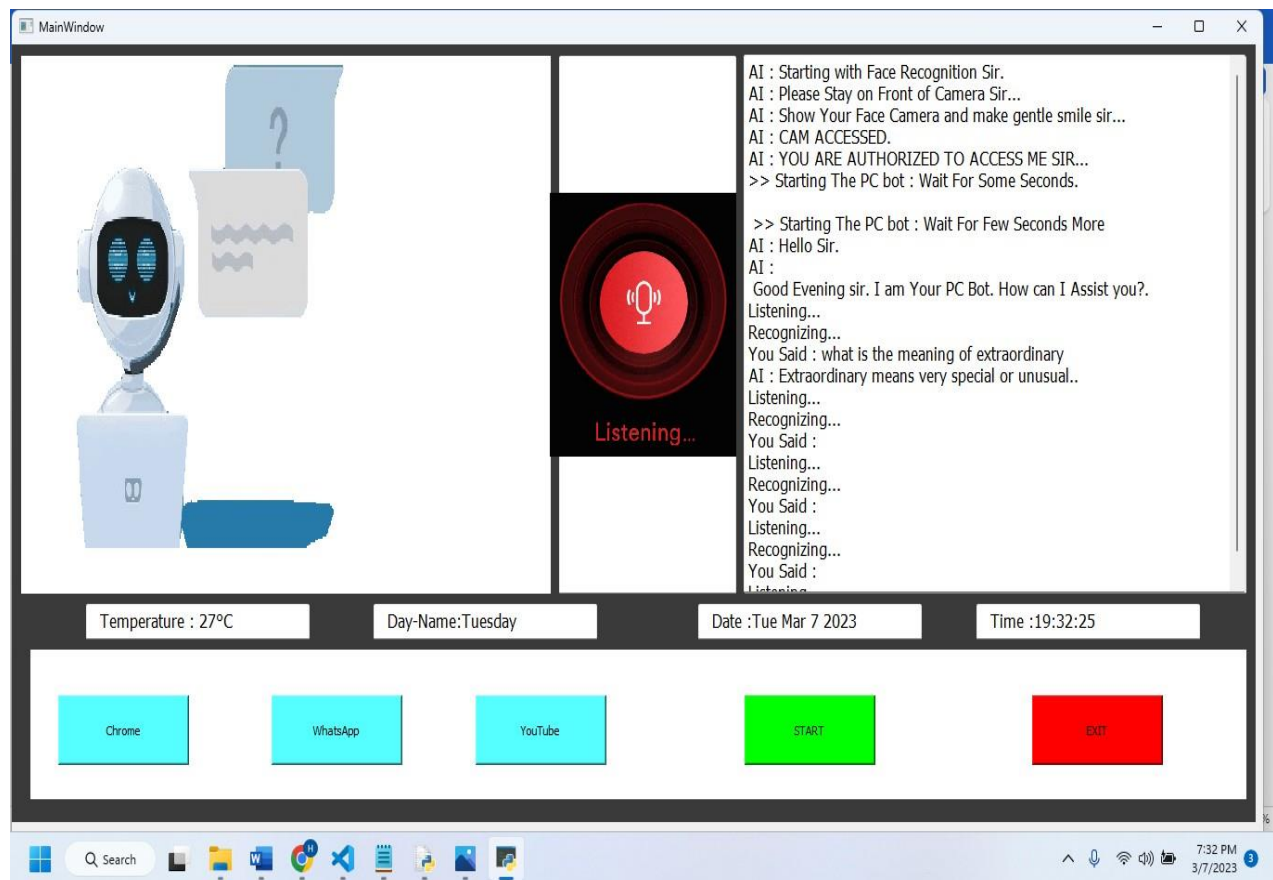 MainWindow
?
AI : Starting with Face Recognition Sir.
AI : Please Stay on Front of Camera Sir...
AI : Show Your Face Camera and make gentle smile sir...
AI : CAM ACCESSED.
AI : YOU ARE AUTHORIZED TO ACCESS ME SIR...
>> Starting The PC bot : Wait For Some Seconds.
>> Starting The PC bot : Wait For Few Seconds More
AI : Hello Sir.
AI :
Good Evening sir. I am Your PC Bot. How can I Assist you?.
Listening...
Recognizing...
You Said : what is the meaning of extraordinary
AI : Extraordinary means very special or unusual..
Listening...
Recognizing...
You Said :
Listening...
Recognizing...
You Said :
Listening...
Recognizing...
You Said :
Listening
Listening...
Temperature : 27°C
Day-Name:Tuesday
Date :Tue Mar 7 2023
Time :19:32:25
Chrome
WhatsApp
YouTube
START
EXIT
%
Search
W
H
7:32 PM
3/7/2023
3